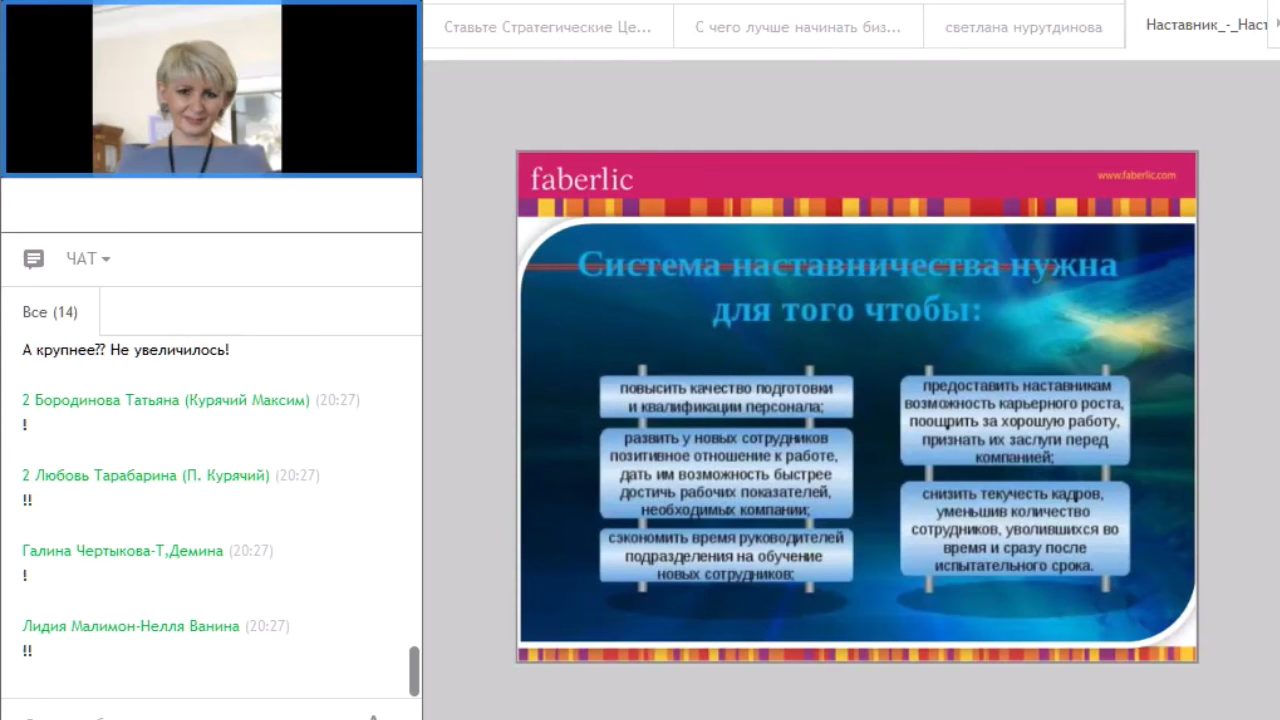 Ставьте Стратегические Це...
С чего лучше начинать биз...
светлана нурутдинова
Наставник_-_Наст
ЧАТ
Все (14)
А крупнее?? Не увеличилось!
2 Бородинова Татьяна (Курячий Максим) (20:27)
!
2 Любовь Тарабарина (П. Курячий) (20:27)
!!
Галина Чертыкова-Т,Демина (20:27)
!
Лидия Малимон-Нелля Ванина (20:27)
!!
faberlic
www.faberlic.com
Система наставничества нужна
для того чтобы:
повысить качество подготовки
и квалификации персонала;
развить у новых сотрудников
позитивное отношение к работе,
дать им возможность быстрее
достичь рабочих показателей,
необходимых компании;
сэкономить время руководителей
подразделения на обучение
новых сотрудников;
предоставить наставникам
возможность карьерного роста,
поощрить за хорошую работу,
признать их заслуги перед
компанией;
снизить текучесть кадров,
уменьшив количество
сотрудников, уволившихся во
время и сразу после
испытательного срока.